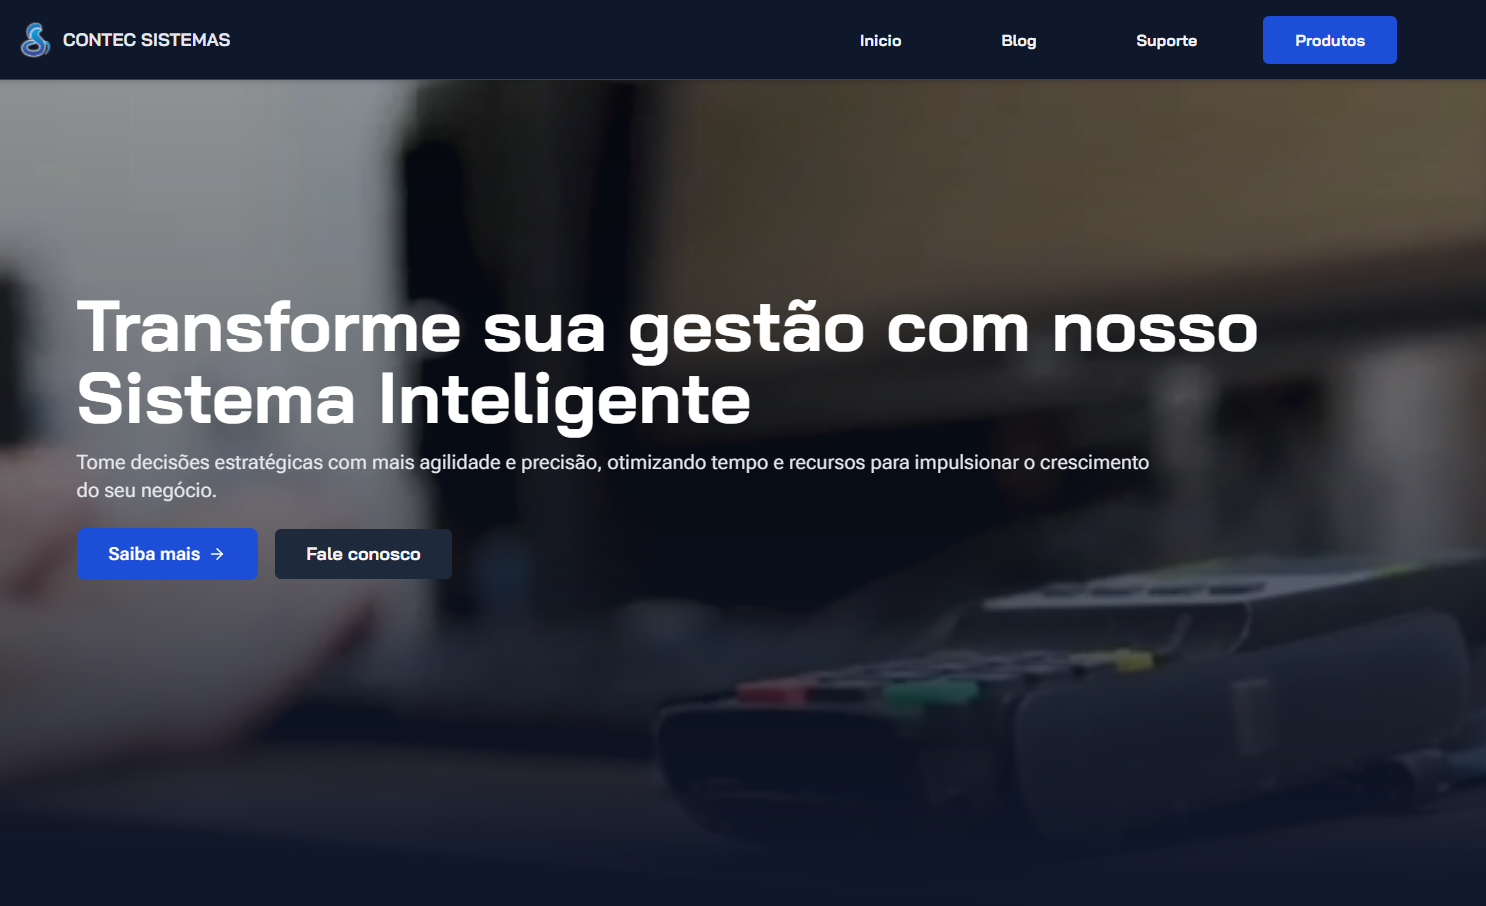 CONTEC SISTEMAS
Inicio
Blog
Suporte
Produtos
Transforme sua gestão com nosso
Sistema Inteligente
Tome decisões estratégicas com mais agilidade e precisão, otimizando tempo e recursos para impulsionar o crescimento
do seu negócio.
Saiba mais →
Fale conosco